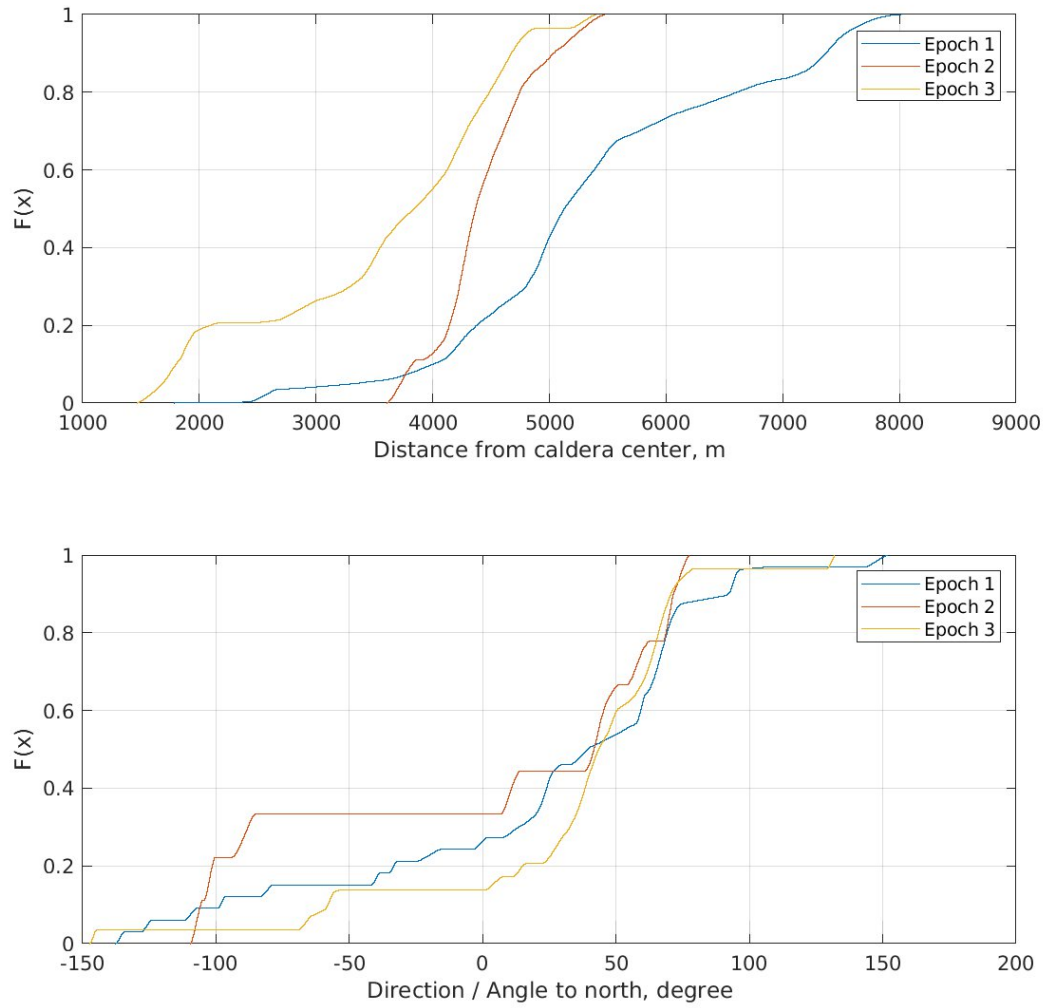 1
0.8
0.6
0.4
0.2
0
F(x)
Epoch 1
Epoch 2
Epoch 3
1000 2000 3000 4000 5000 6000 7000 8000 9000
Distance from caldera center, m
1
0.8
0.6
0.4
0.2
0
F(x)
Epoch 1
Epoch 2
Epoch 3
-150 -100 -50 0 50 100 150 200
Direction / Angle to north, degree